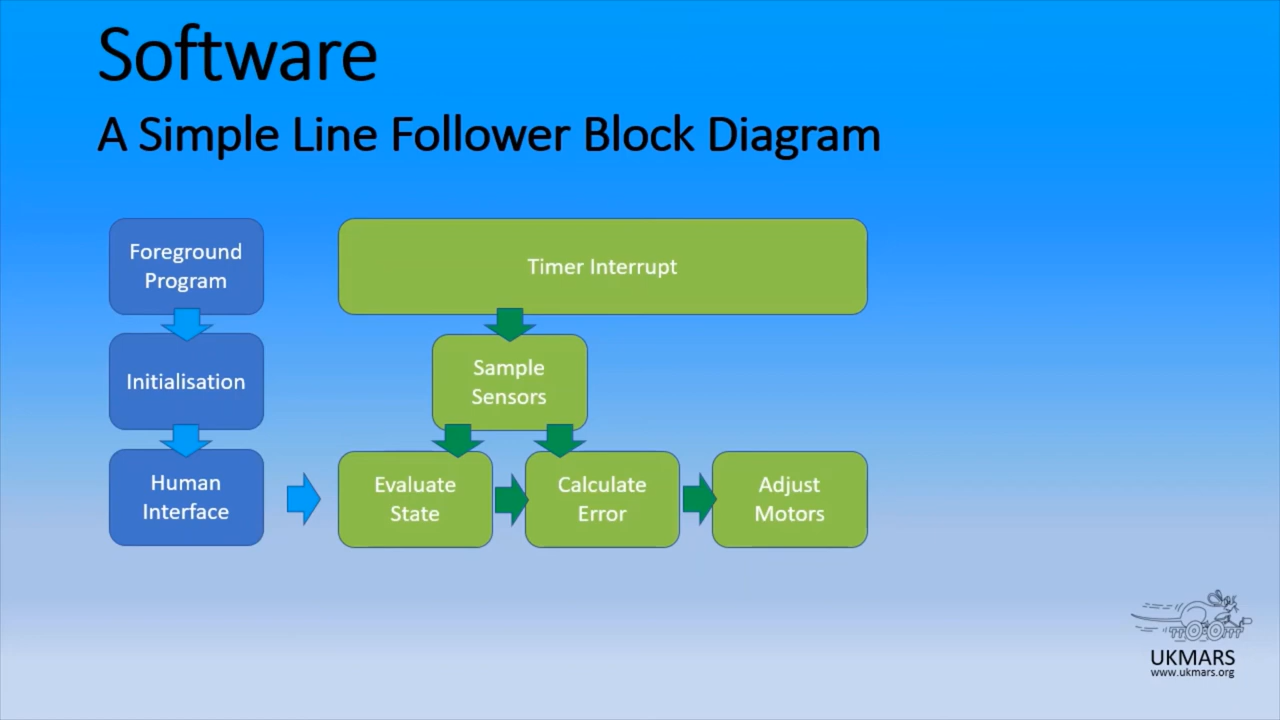 Software
A Simple Line Follower Block Diagram
Foreground
Program
Timer Interrupt
Initialisation
Sample
Sensors
Human
Interface
Evaluate
State
Calculate
Error
Adjust
Motors
UKMARS
www.ukmars.org